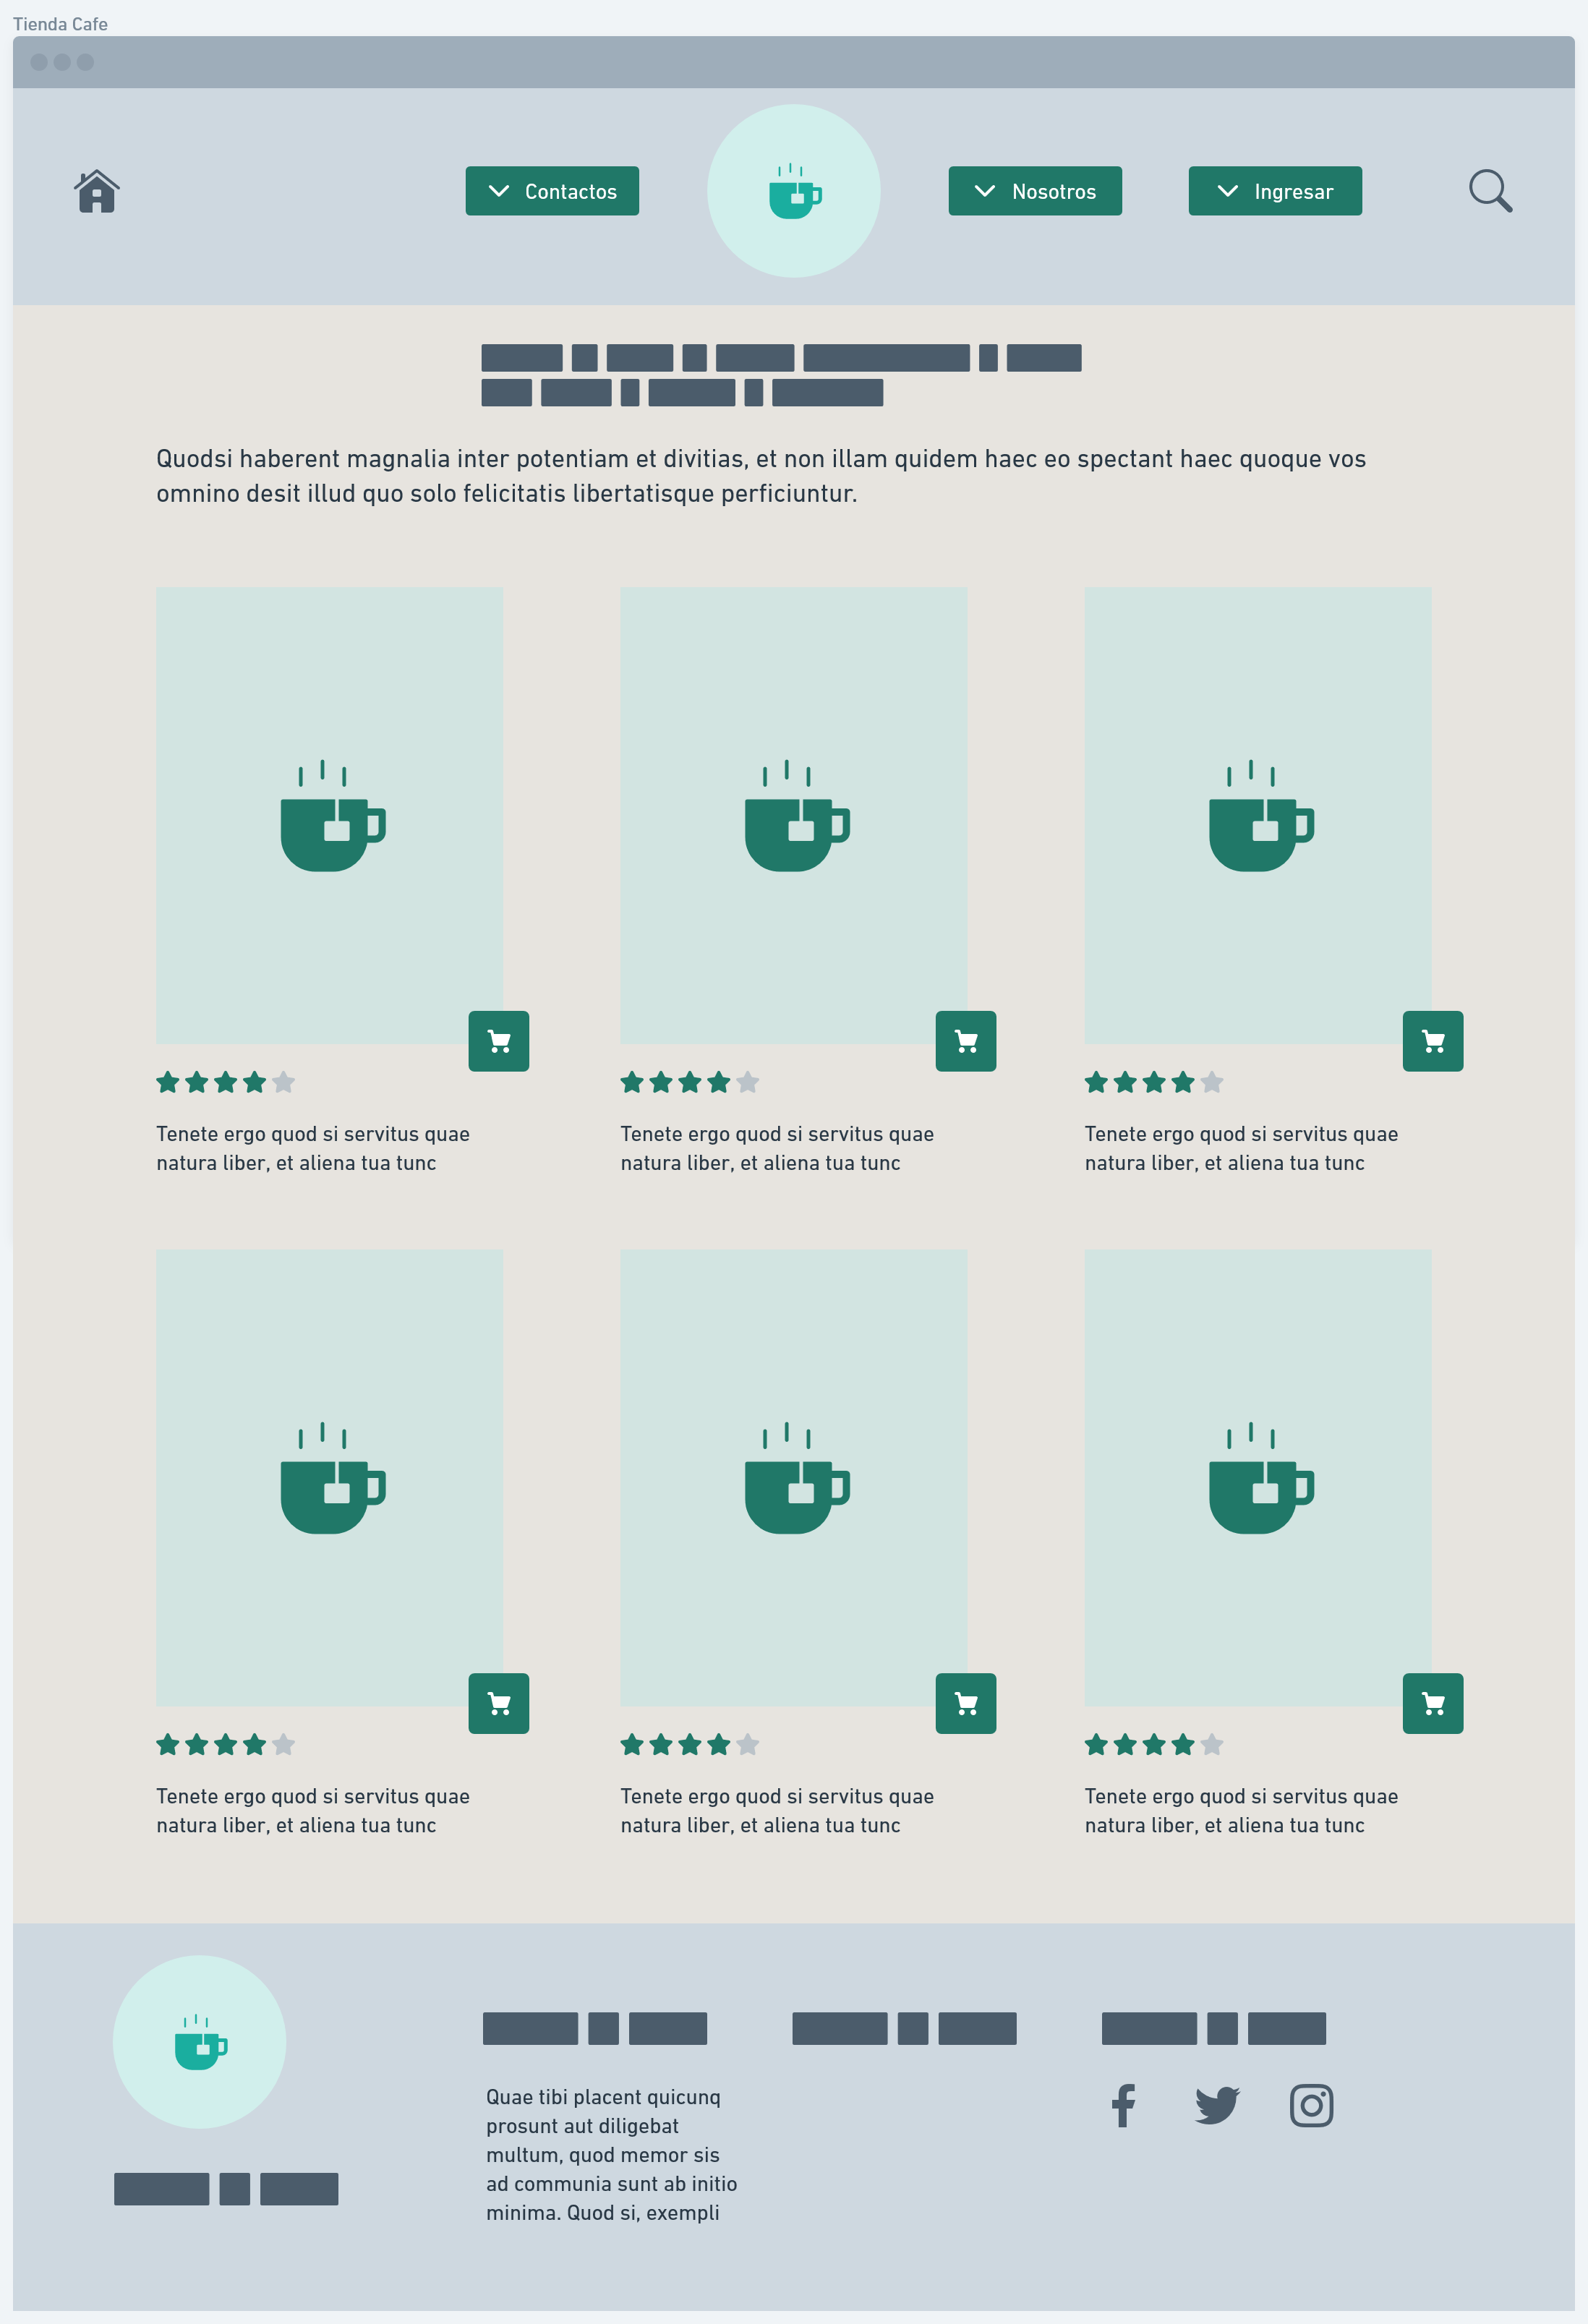 Tienda Cafe
Contactos
Nosotros
Ingresar
Quodsi haberent magnalia inter potentiam et divitias, et non illam quidem haec eo spectant haec quoque vos
omnino desit illud quo solo felicitatis libertatisque perficiuntur.
Tenete ergo quod si servitus quae
natura liber, et aliena tua tunc
Tenete ergo quod si servitus quae
natura liber, et aliena tua tunc
Tenete ergo quod si servitus quae
natura liber, et aliena tua tunc
Tenete ergo quod si servitus quae
natura liber, et aliena tua tunc
Tenete ergo quod si servitus quae
natura liber, et aliena tua tunc
Tenete ergo quod si servitus quae
natura liber, et aliena tua tunc
Quae tibi placent quicunq
prosunt aut diligebat
multum, quod memor sis
ad communia sunt ab initio
minima. Quod si, exempli